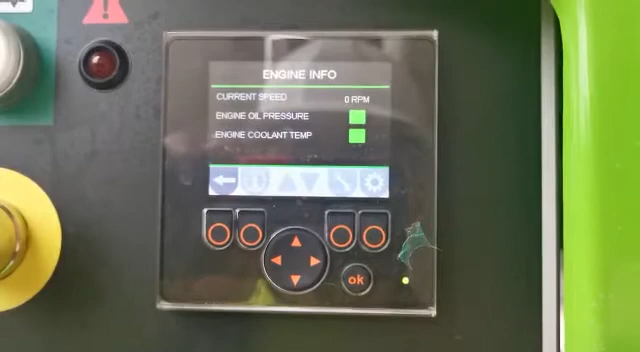 ENGINE INFO
CURRENT SPEED 0 RPM
ENGINE OIL PRESSURE
ENGINE COOLANT TEMP
ok